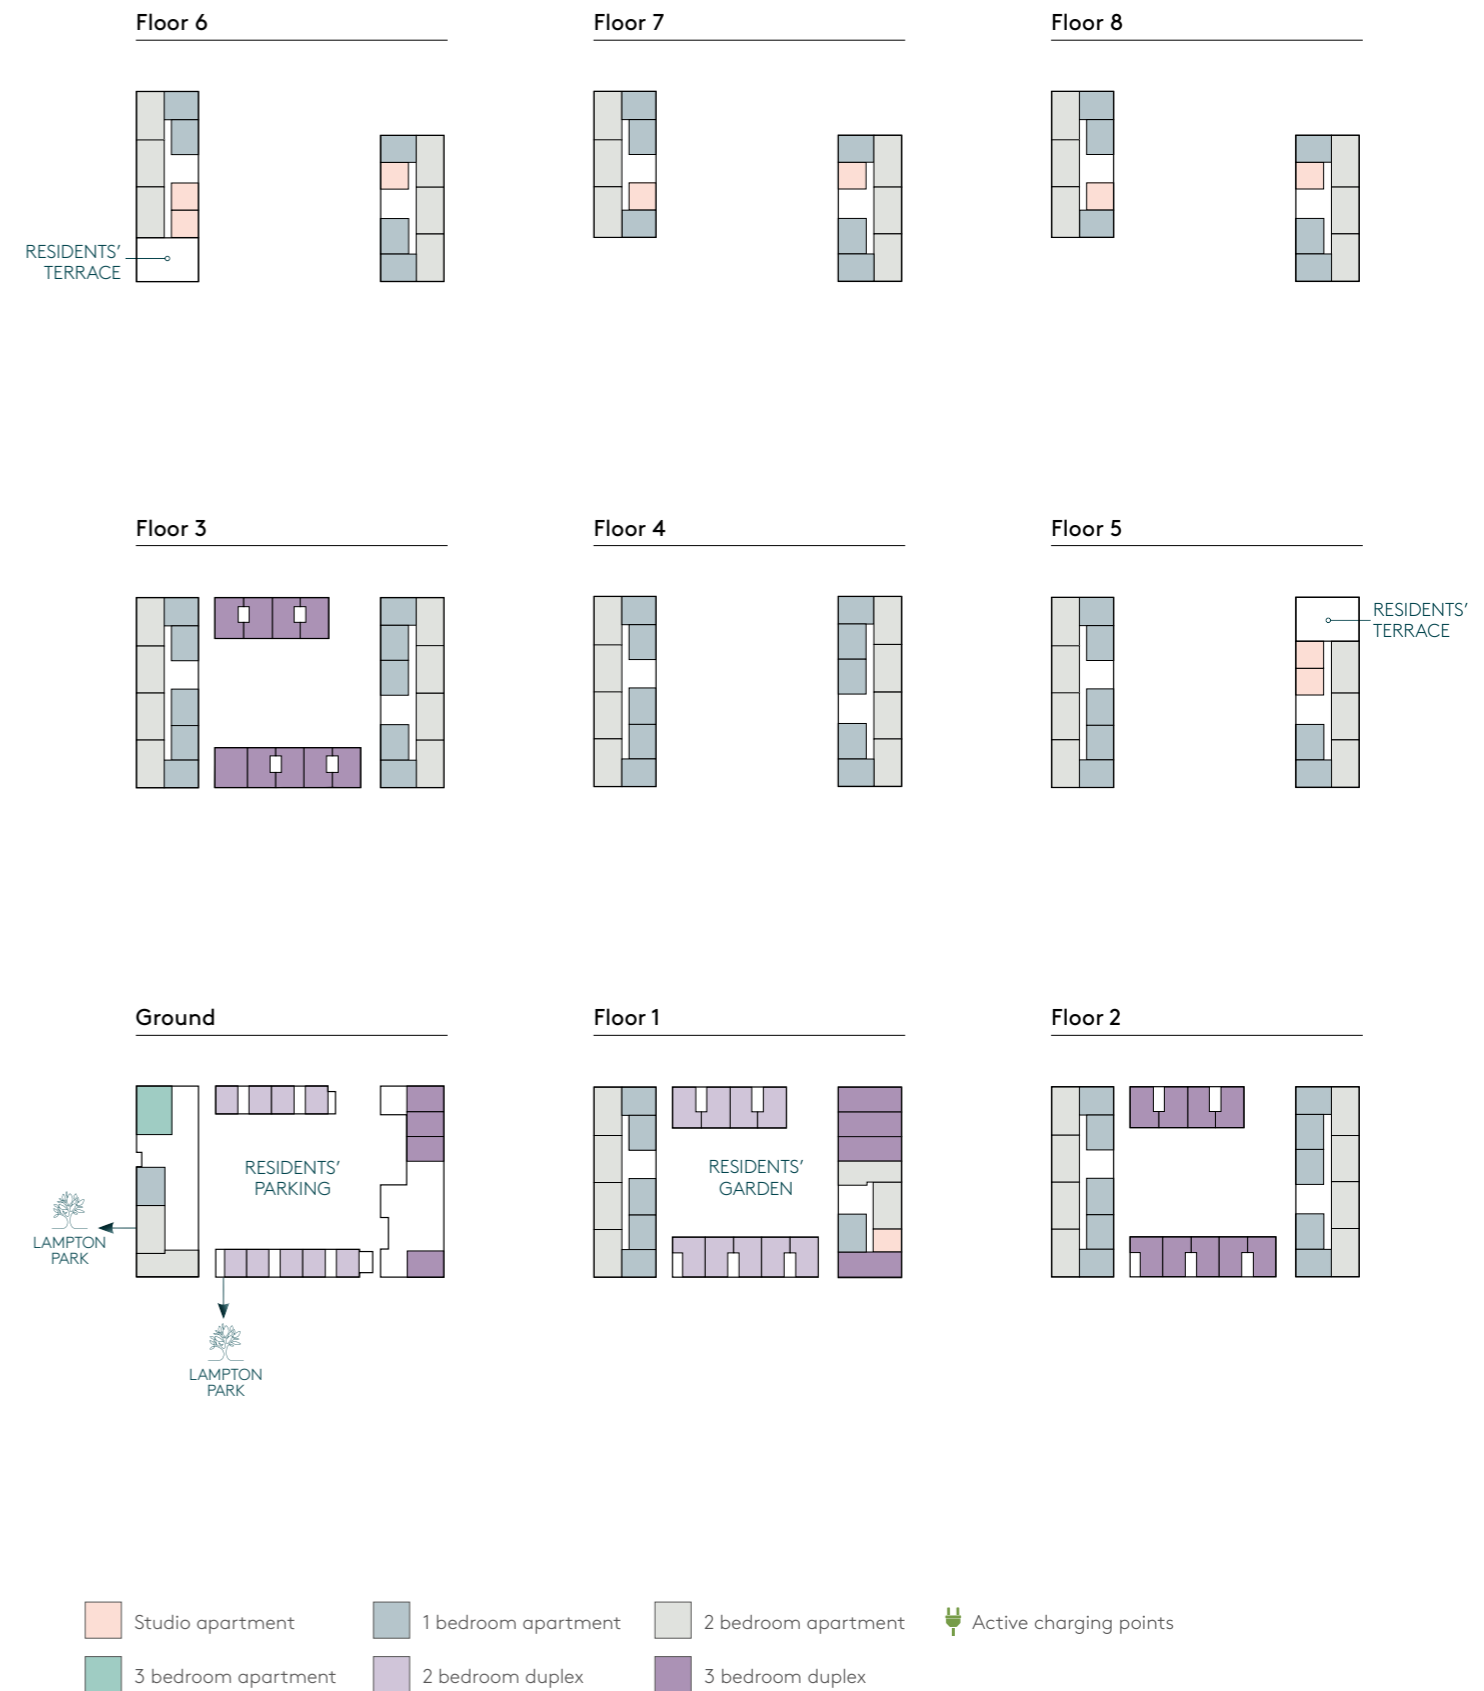 Floor 6
Floor 7
Floor 8
RESIDENTS’
TERRACE
Floor 3
Floor 4
Floor 5
RESIDENTS’
TERRACE
Ground
Floor 1
Floor 2
RESIDENTS’
PARKING
RESIDENTS’
GARDEN
LAMPTON
PARK
LAMPTON
PARK
Studio apartment
1 bedroom apartment
2 bedroom apartment
Active charging points
3 bedroom apartment
2 bedroom duplex
3 bedroom duplex